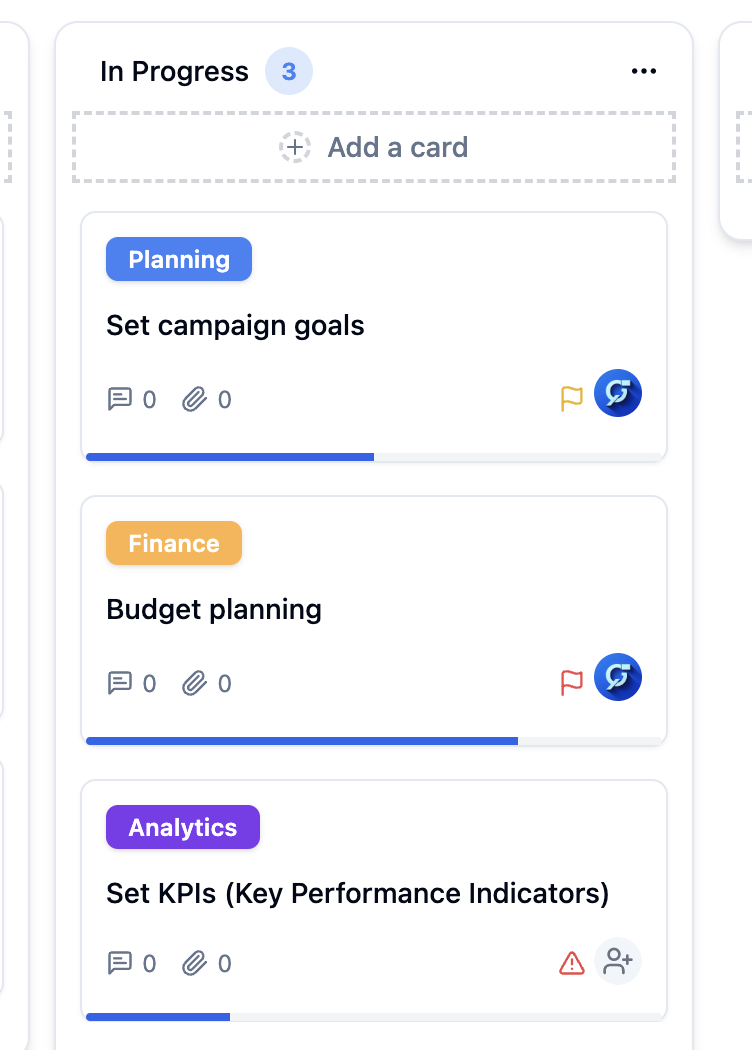 In Progress 3
Add a card
Planning
Set campaign goals
0 0
Finance
Budget planning
0 0
Analytics
Set KPIs (Key Performance Indicators)
0 0